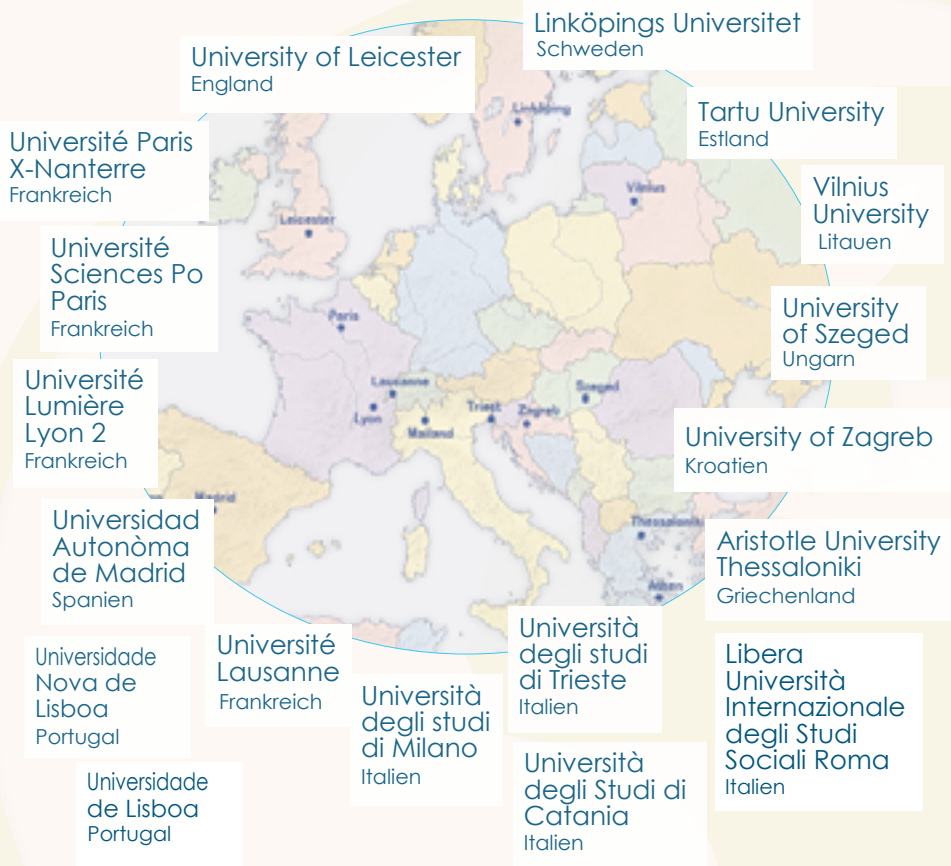 Linköpings Universitet
Schweden
University of Leicester
England
Tartu University
Estland
Université Paris
X-Nanterre
Frankreich
Vilnius
University
Litauen
Université
Sciences Po
Paris
Frankreich
University
of Szeged
Ungarn
Université
Lumière
Lyon 2
Frankreich
University of Zagreb
Kroatien
Universidad
Autonòma
de Madrid
Spanien
Aristotle University
Thessaloniki
Griechenland
Universidade
Nova de
Lisboa
Portugal
Université
Lausanne
Frankreich
Università
degli studi
di Milano
Italien
Università
degli studi
di Trieste
Italien
Libera
Università
Internazionale
degli Studi
Sociali Roma
Italien
Universidade
de Lisboa
Portugal
Università
degli Studi di
Catania
Italien
Linköping
Vilnius
Leicester
Paris
Lausanne
Lyon
Mailand
Triest
Zagreb
Szeged
Madrid
Thessaloniki
Athen